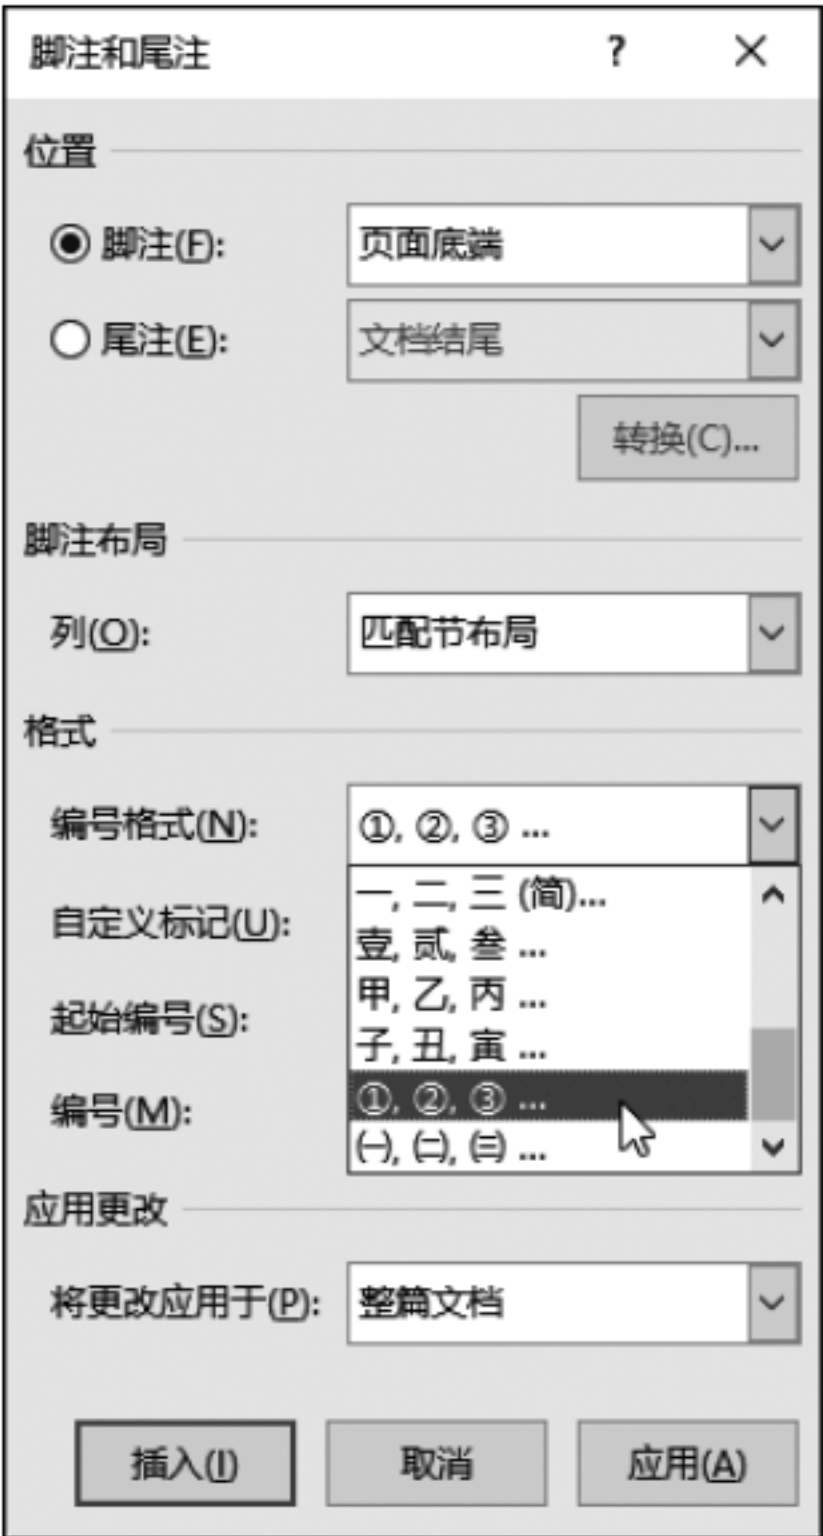 脚注和尾注 ? ×
位置
脚注(F): 页面底端
尾注(E): 文档结尾
转换(C)...
脚注布局
列(O): 匹配节布局
格式
编号格式(N): ①, ②, ③ ...
一, 二, 三 (简)...
自定义标记(U):
壹, 贰, 叁 ...
甲, 乙, 丙 ...
起始编号(S):
子, 丑, 寅 ...
①, ②, ③ ...
编号(M):
㈠, ㈡, ㈢ ...
应用更改
将更改应用于(P): 整篇文档
插入(I) 取消 应用(A)